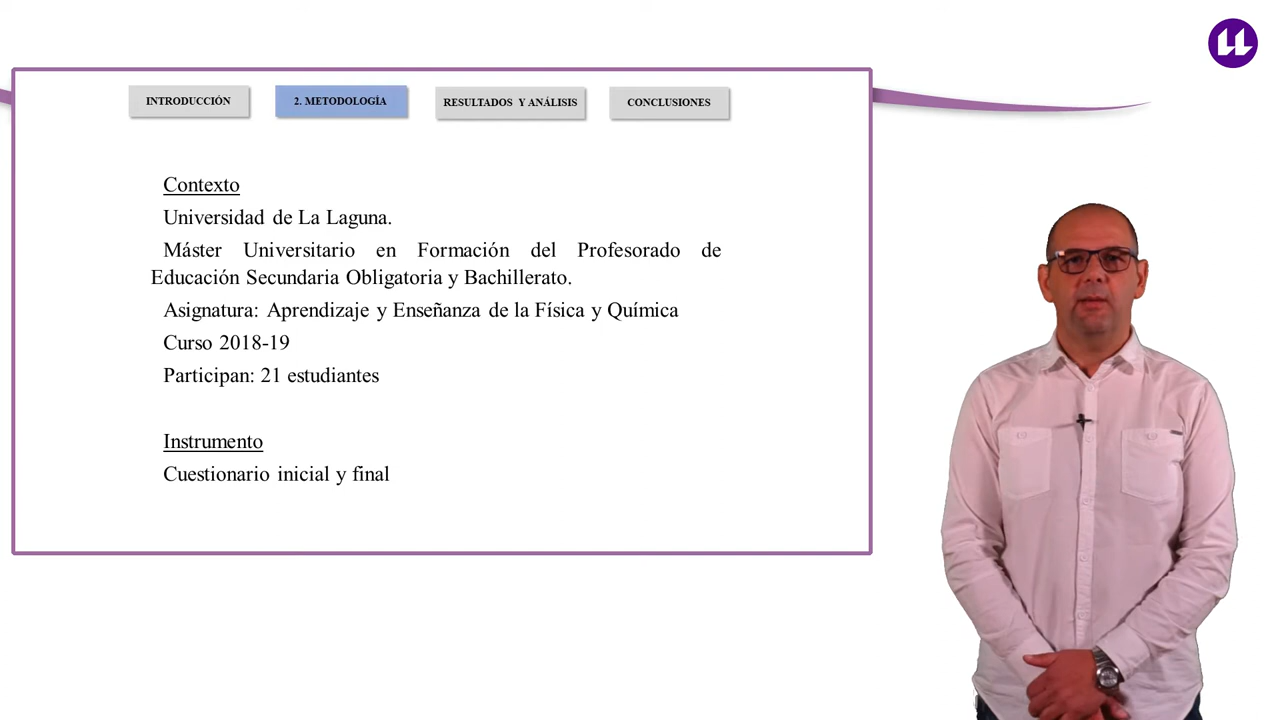 INTRODUCCIÓN
2. METODOLOGÍA
RESULTADOS Y ANÁLISIS
CONCLUSIONES
Contexto
Universidad de La Laguna.
Máster Universitario en Formación del Profesorado de
Educación Secundaria Obligatoria y Bachillerato.
Asignatura: Aprendizaje y Enseñanza de la Física y Química
Curso 2018-19
Participan: 21 estudiantes
Instrumento
Cuestionario inicial y final